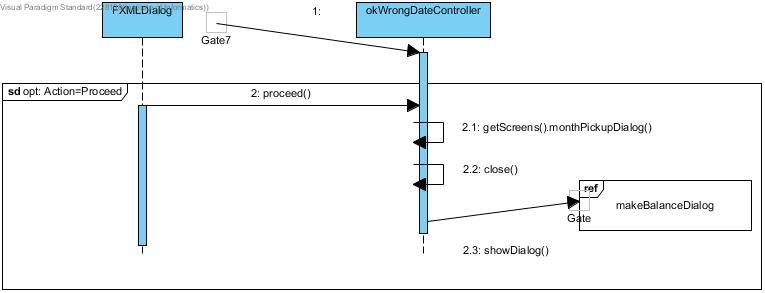 Visual Paradigm Standard(
FXMLDialog
1:
okWrongDateController
Gate7
sd opt: Action=Proceed
2: proceed()
2.1: getScreens().monthPickupDialog()
2.2: close()
ref
makeBalanceDialog
Gate
2.3: showDialog()